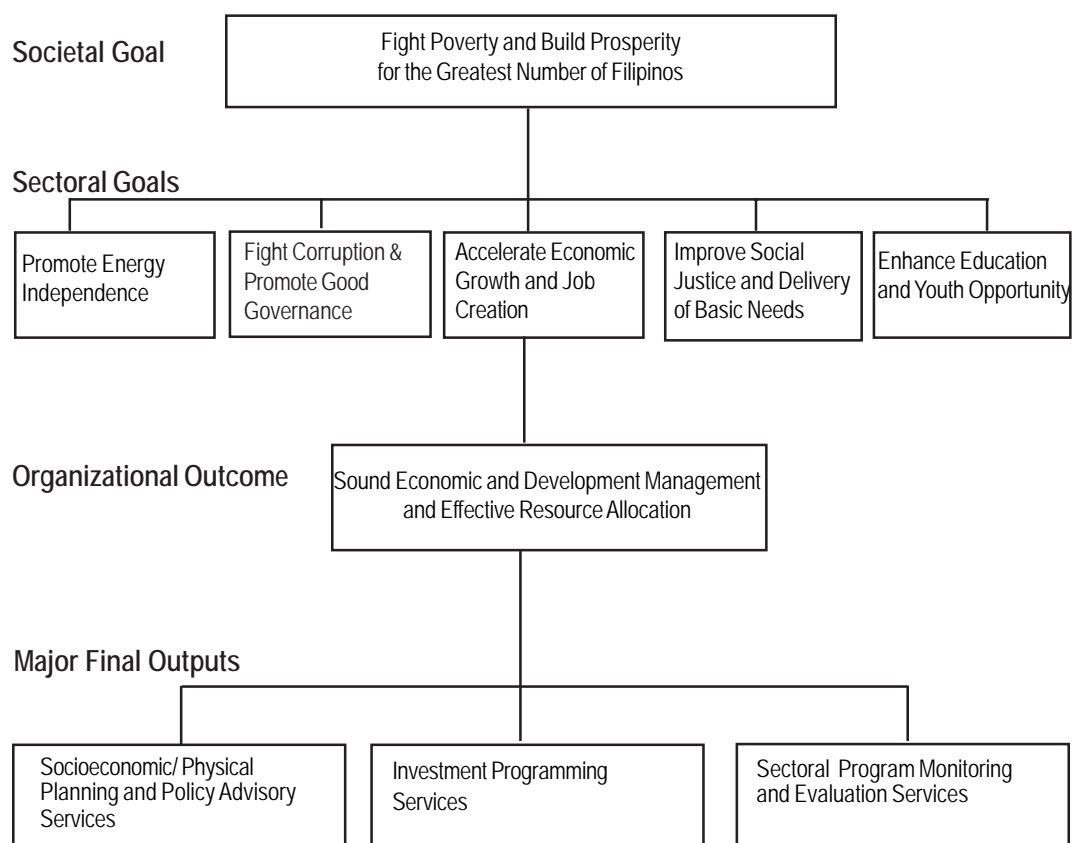 Societal Goal
Fight Poverty and Build Prosperity
for the Greatest Number of Filipinos
Sectoral Goals
Promote Energy
Independence
Fight Corruption &
Promote Good
Governance
Accelerate Economic
Growth and Job
Creation
Improve Social
Justice and Delivery
of Basic Needs
Enhance Education
and Youth Opportunity
Organizational Outcome
Sound Economic and Development Management
and Effective Resource Allocation
Major Final Outputs
Socioeconomic/ Physical
Planning and Policy Advisory
Services
Investment Programming
Services
Sectoral Program Monitoring
and Evaluation Services